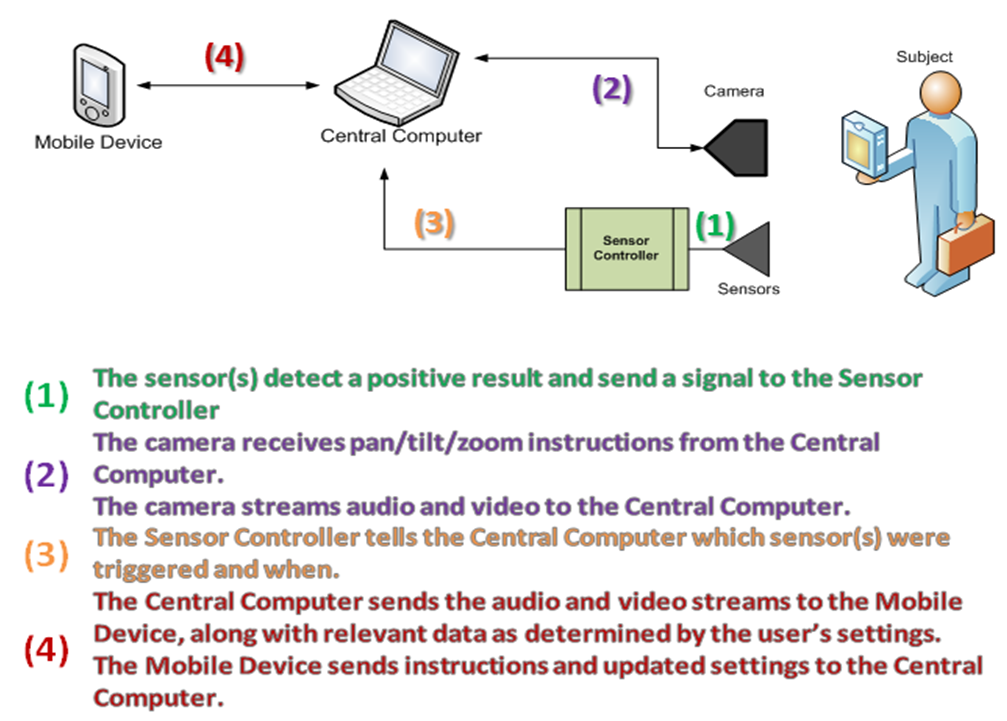 (4)
(2)
Subject
Camera
Mobile Device
Central Computer
(3)
(1)
Sensor
Controller
Sensors
(1)
The sensor(s) detect a positive result and send a signal to the Sensor
Controller
(2)
The camera receives pan/tilt/zoom instructions from the Central
Computer.
The camera streams audio and video to the Central Computer.
(3)
The Sensor Controller tells the Central Computer which sensor(s) were
triggered and when.
(4)
The Central Computer sends the audio and video streams to the Mobile
Device, along with relevant data as determined by the user's settings.
The Mobile Device sends instructions and updated settings to the Central
Computer.